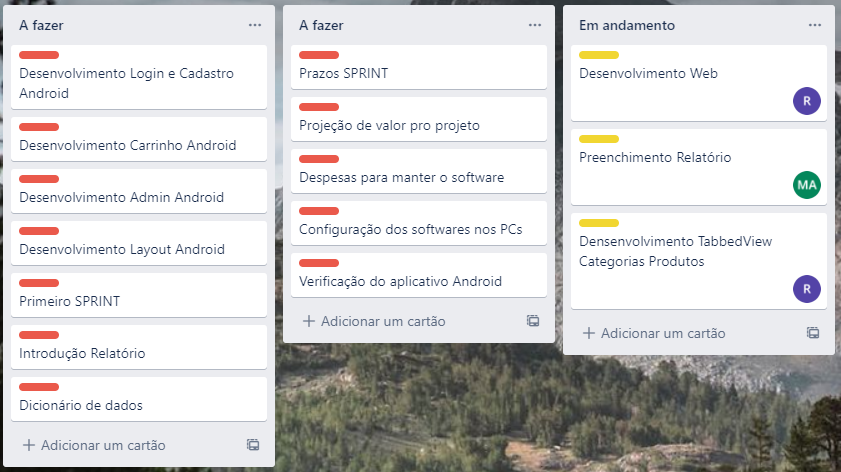 A fazer
Desenvolvimento Login e Cadastro
Android
Desenvolvimento Carrinho Android
Desenvolvimento Admin Android
Desenvolvimento Layout Android
Primeiro SPRINT
Introdução Relatório
Dicionário de dados
Adicionar um cartão
A fazer
Prazos SPRINT
Projeção de valor pro projeto
Despesas para manter o software
Configuração dos softwares nos PCs
Verificação do aplicativo Android
Adicionar um cartão
Em andamento
Desenvolvimento Web
R
Preenchimento Relatório
MA
Densenvolvimento TabbedView
Categorias Produtos
R
Adicionar um cartão